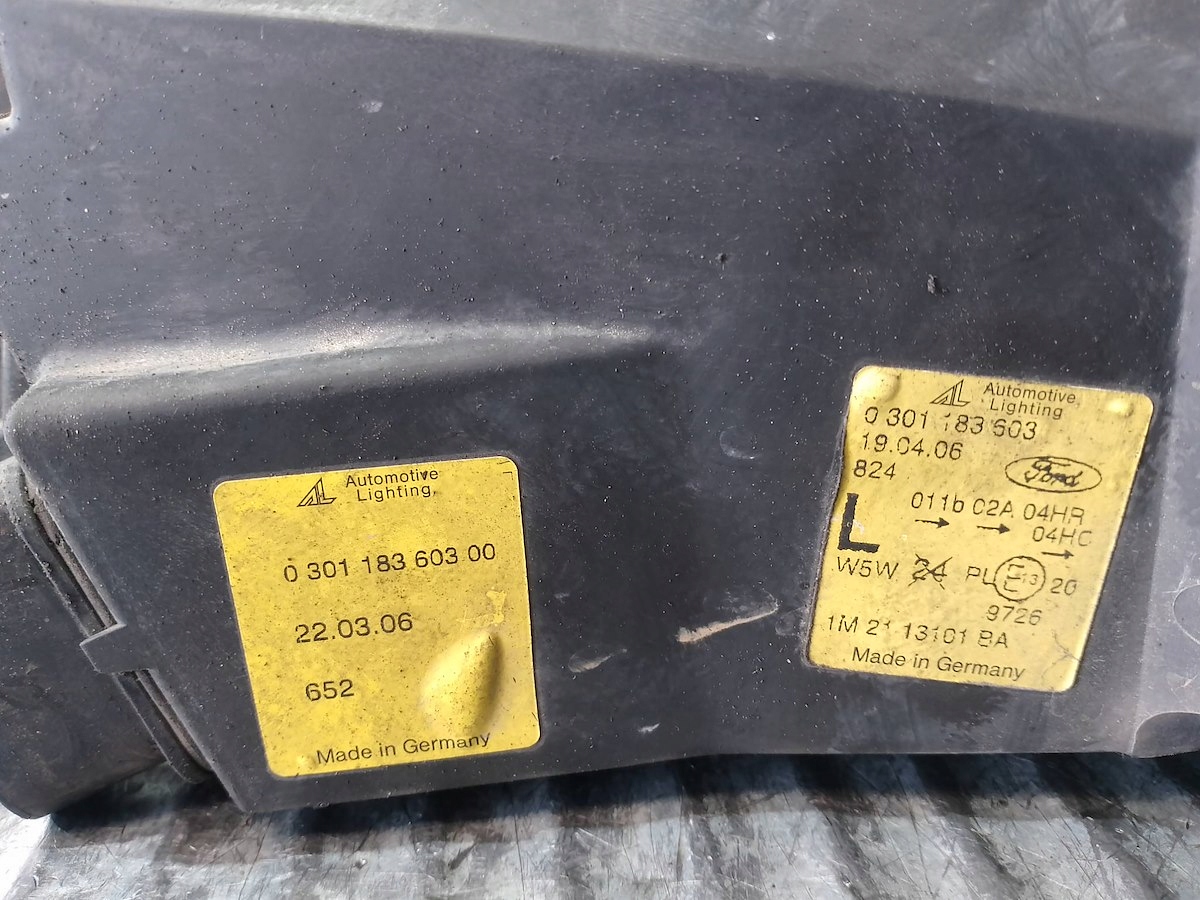 Automotive
Lighting
0 301 183 603 00
22.03.06
652
Made in Germany
Automotive
Lighting
0 301 183 603
19.04.06
824
Ford
011b 02A 04HR
04HC
L
W5W 24 PL E13 20
9726
1M 21 13101 BA
Made in Germany